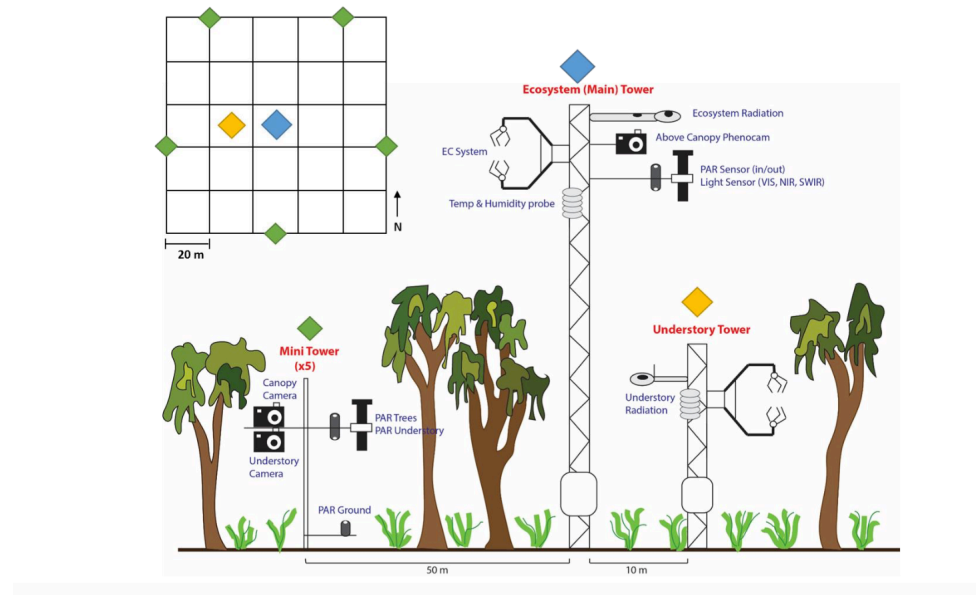 Ecosystem (Main) Tower
Ecosystem Radiation
Above Canopy Phenocam
EC System
PAR Sensor (in/out)
Light Sensor (VIS, NIR, SWIR)
Temp & Humidity probe
N
20 m
Understory Tower
Mini Tower
(x5)
Canopy
Camera
Understory
Radiation
PAR Trees
PAR Understory
Understory
Camera
PAR Ground
50 m
10 m